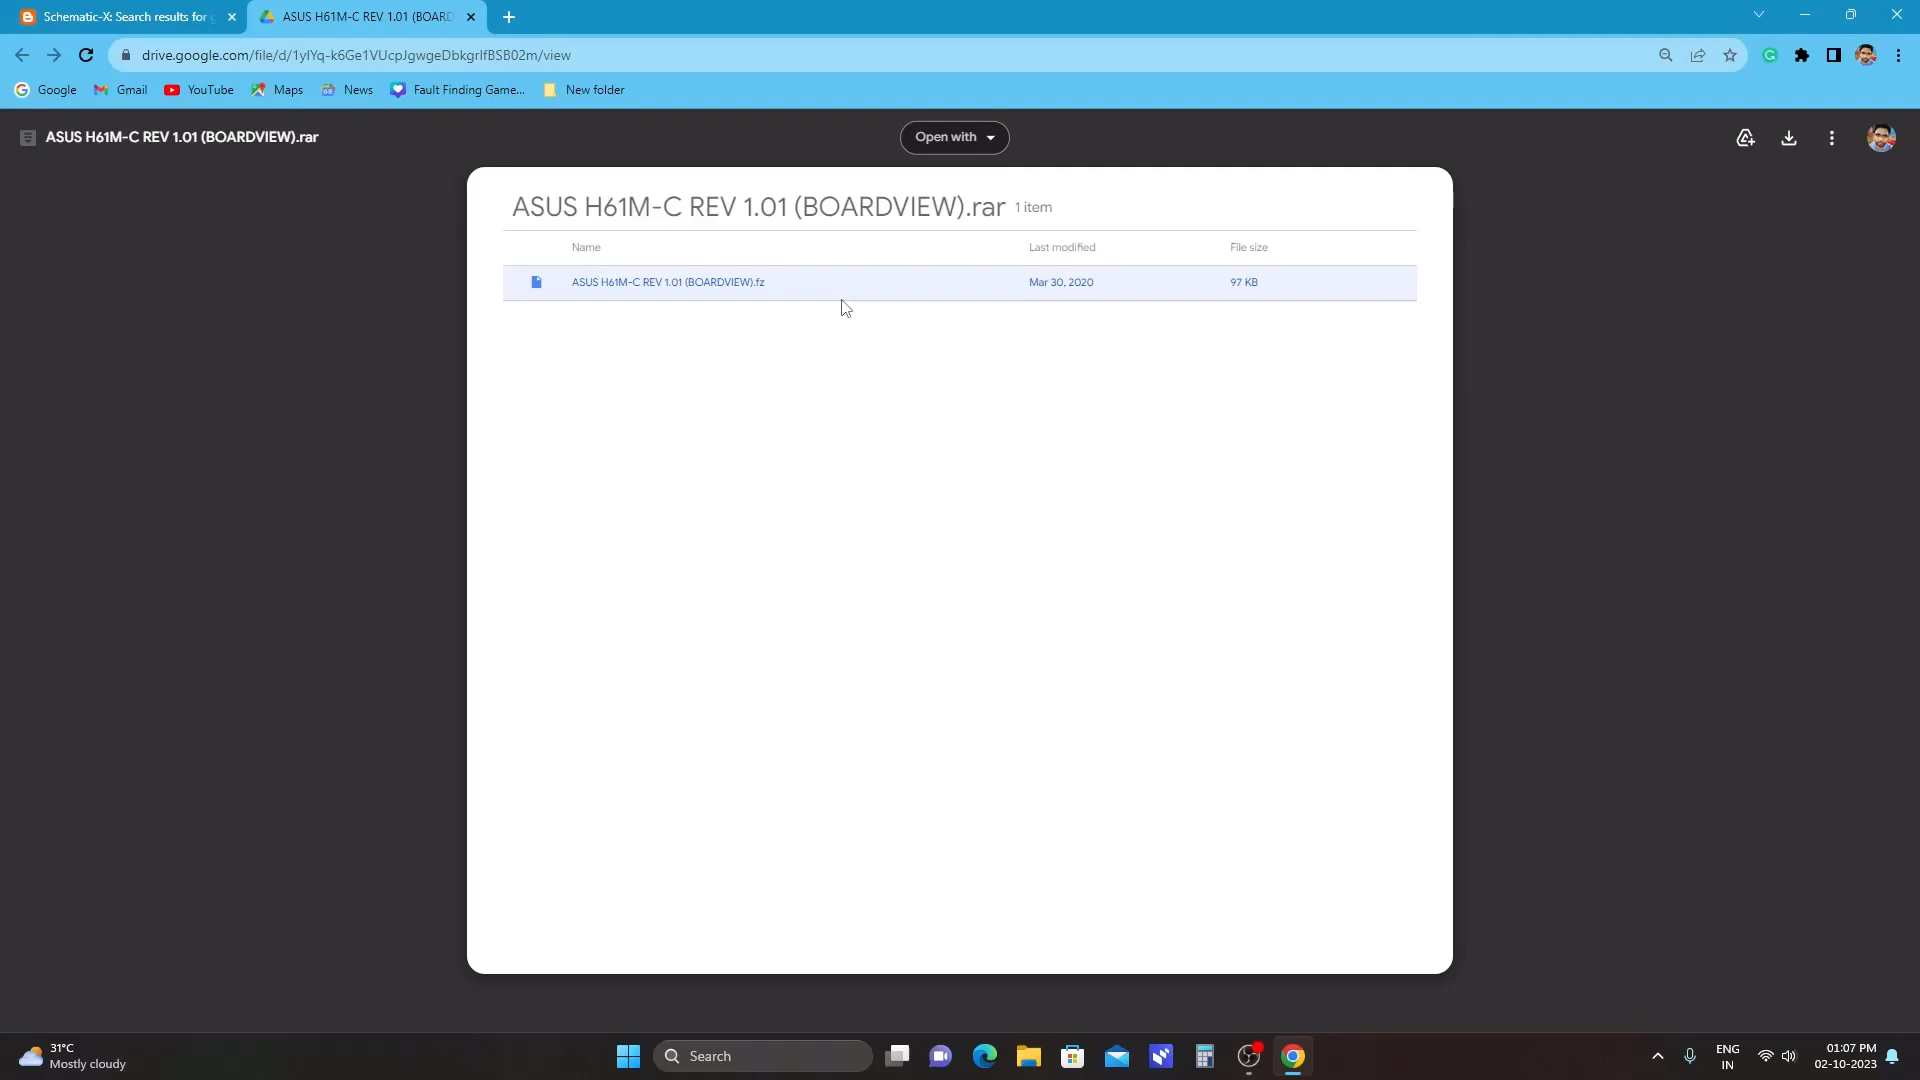 Schematic-X: Search results for
ASUS H61M-C REV 1.01 (BOARD
drive.google.com/file/d/1yIYq-k6Ge1VUcpJgwgeDbkgrIfBSB02m/view
Google
Gmail
YouTube
Maps
News
Fault Finding Game...
New folder
ASUS H61M-C REV 1.01 (BOARDVIEW).rar
Open with
ASUS H61M-C REV 1.01 (BOARDVIEW).rar 1 item
Name Last modified File size
ASUS H61M-C REV 1.01 (BOARDVIEW).fz Mar 30, 2020 97 KB
31°C
Mostly cloudy
Search
ENG
IN
01:07 PM
02-10-2023